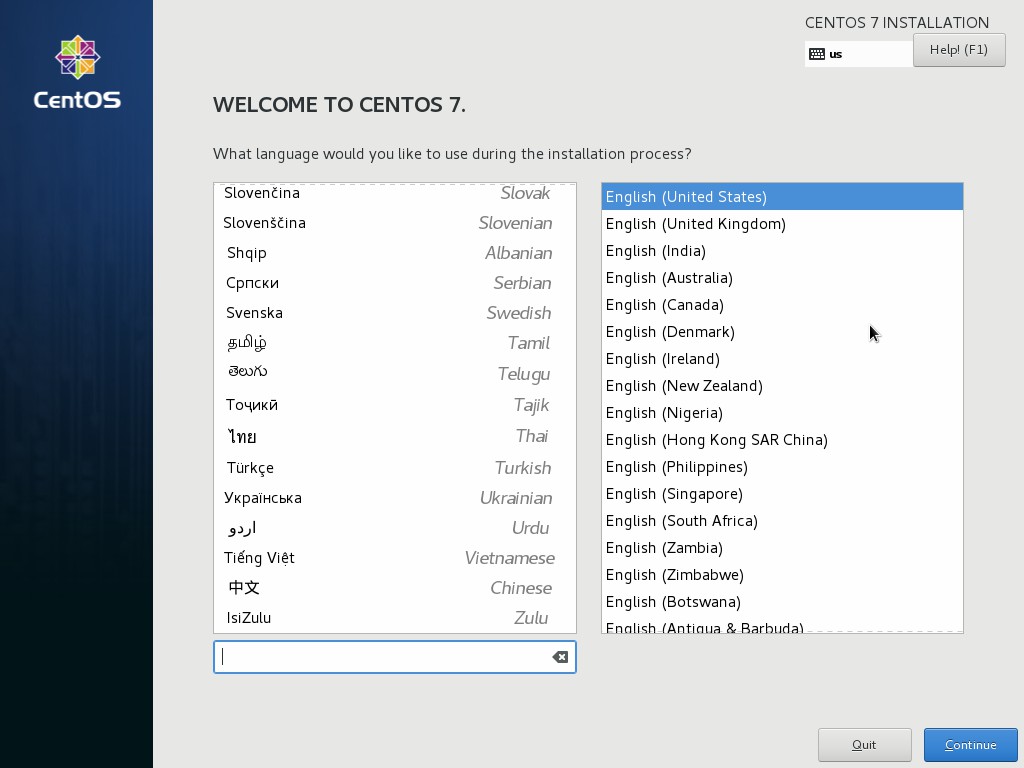 CentOS
CENTOS 7 INSTALLATION
us
Help! (F1)
WELCOME TO CENTOS 7.
What language would you like to use during the installation process?
Slovenčina Slovak
Slovenščina Slovenian
Shqip Albanian
Српски Serbian
Svenska Swedish
தமிழ் Tamil
తెలుగు Telugu
Тоҷикӣ Tajik
ไทย Thai
Türkçe Turkish
Українська Ukrainian
اردو Urdu
Tiếng Việt Vietnamese
中文 Chinese
IsiZulu Zulu
English (United States)
English (United Kingdom)
English (India)
English (Australia)
English (Canada)
English (Denmark)
English (Ireland)
English (New Zealand)
English (Nigeria)
English (Hong Kong SAR China)
English (Philippines)
English (Singapore)
English (South Africa)
English (Zambia)
English (Zimbabwe)
English (Botswana)
English (Antigua & Barbuda)
Quit
Continue